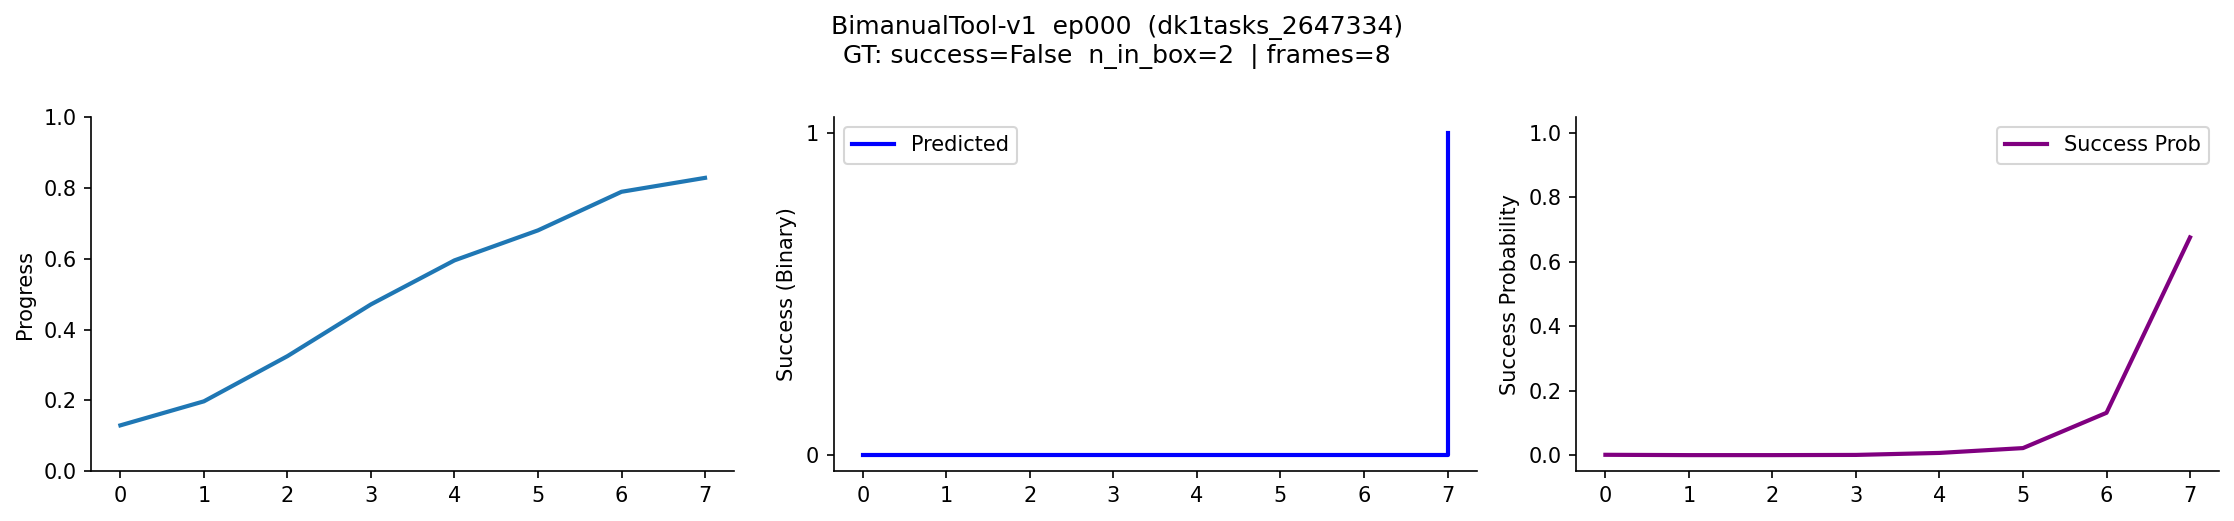 BimanualTool-v1  ep000  (dk1tasks_2647334)
GT: success=False  n_in_box=2  | frames=8
Progress
1.0
0.8
0.6
0.4
0.2
0.0
0 1 2 3 4 5 6 7
Success (Binary)
1
0
Predicted
0 1 2 3 4 5 6 7
Success Probability
1.0
0.8
0.6
0.4
0.2
0.0
Success Prob
0 1 2 3 4 5 6 7